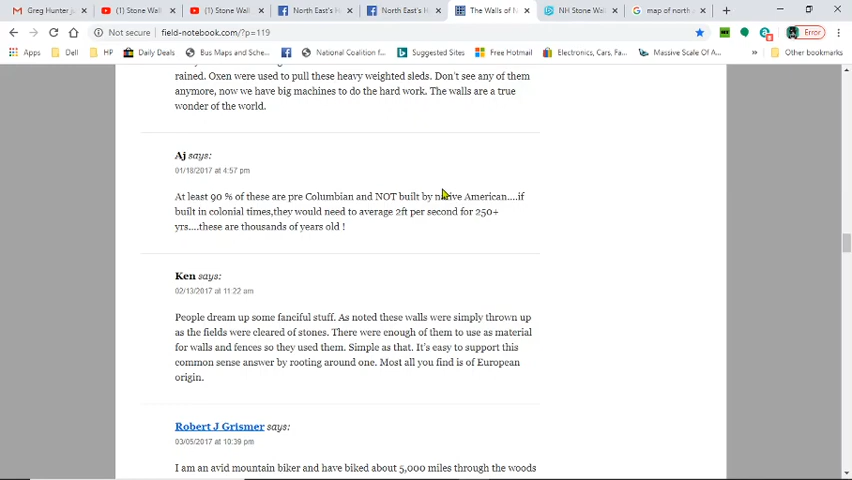 Greg Hunter ju
(1) Stone Wal
(1) Stone Wal
North East's H
North East's H
The Walls of N
NH Stone Wal
map of north
Not secure | field-notebook.com/?p=119
Error
Apps Dell HP Daily Deals Bus Maps and Sche... National Coalition f... Suggested Sites Free Hotmail Electronics, Cars, Fa... Massive Scale Of A... » Other bookmarks
rained. Oxen were used to pull these heavy weighted sleds. Don't see any of them
anymore, now we have big machines to do the hard work. The walls are a true
wonder of the world.
Aj says:
01/18/2017 at 4:57 pm
At least 90 % of these are pre Columbian and NOT built by native American....if
built in colonial times,they would need to average 2ft per second for 250+
yrs....these are thousands of years old !
Ken says:
02/13/2017 at 11:22 am
People dream up some fanciful stuff. As noted these walls were simply thrown up
as the fields were cleared of stones. There were enough of them to use as material
for walls and fences so they used them. Simple as that. It's easy to support this
common sense answer by rooting around one. Most all you find is of European
origin.
Robert J Grismer says:
03/05/2017 at 10:39 pm
I am an avid mountain biker and have biked about 5,000 miles through the woods